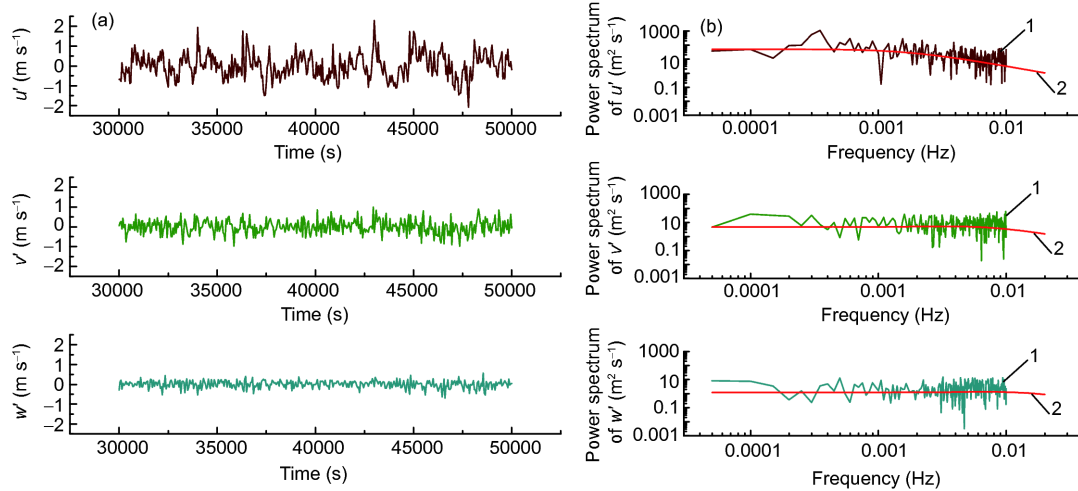 (a)
u′ (m s−1)
2
1
0
−1
−2
30000 35000 40000 45000 50000
Time (s)
(b)
Power spectrum
of u′ (m2 s−1)
1000
10
0.1
0.001
1
2
0.0001 0.001 0.01
Frequency (Hz)
v′ (m s−1)
2
1
0
−1
−2
30000 35000 40000 45000 50000
Time (s)
Power spectrum
of v′ (m2 s−1)
1000
10
0.1
0.001
1
2
0.0001 0.001 0.01
Frequency (Hz)
w′ (m s−1)
2
1
0
−1
−2
30000 35000 40000 45000 50000
Time (s)
Power spectrum
of w′ (m2 s−1)
1000
10
0.1
0.001
1
2
0.0001 0.001 0.01
Frequency (Hz)